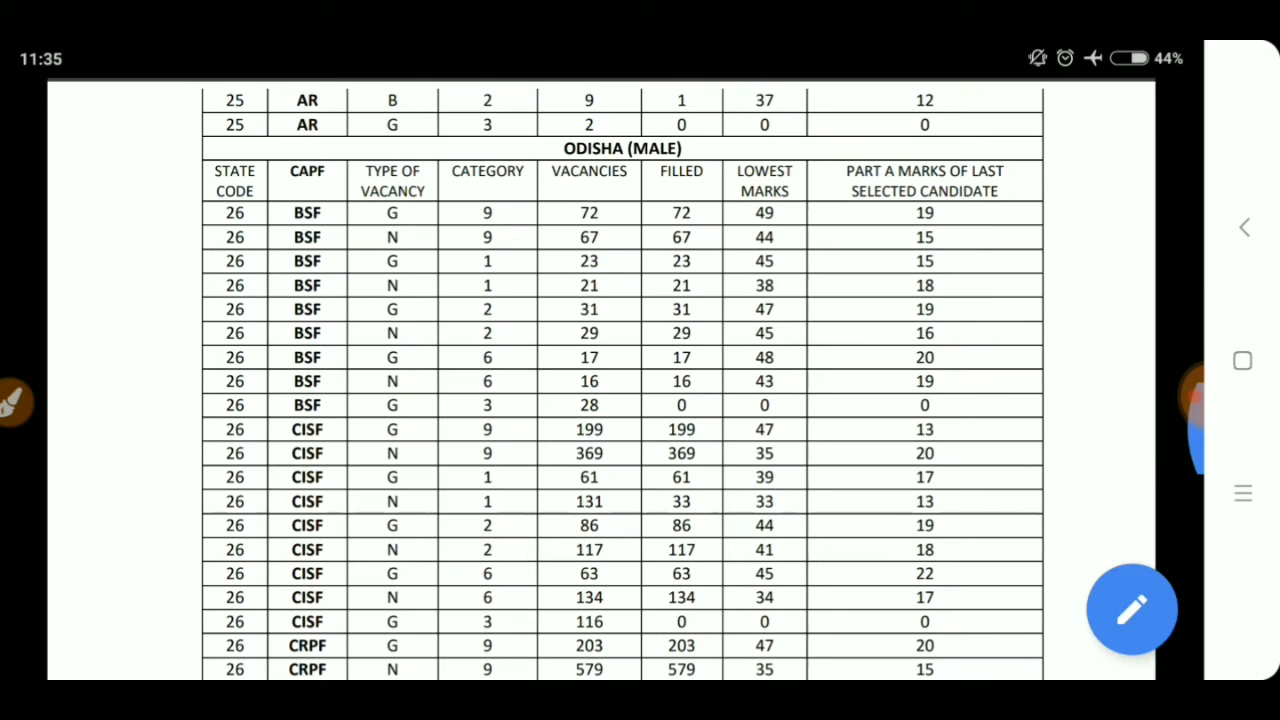 11:35 44%
25 AR B 2 9 1 37 12
25 AR G 3 2 0 0 0
ODISHA (MALE)
STATE CODE CAPF TYPE OF VACANCY CATEGORY VACANCIES FILLED LOWEST MARKS PART A MARKS OF LAST SELECTED CANDIDATE
26 BSF G 9 72 72 49 19
26 BSF N 9 67 67 44 15
26 BSF G 1 23 23 45 15
26 BSF N 1 21 21 38 18
26 BSF G 2 31 31 47 19
26 BSF N 2 29 29 45 16
26 BSF G 6 17 17 48 20
26 BSF N 6 16 16 43 19
26 BSF G 3 28 0 0 0
26 CISF G 9 199 199 47 13
26 CISF N 9 369 369 35 20
26 CISF G 1 61 61 39 17
26 CISF N 1 131 33 33 13
26 CISF G 2 86 86 44 19
26 CISF N 2 117 117 41 18
26 CISF G 6 63 63 45 22
26 CISF N 6 134 134 34 17
26 CISF G 3 116 0 0 0
26 CRPF G 9 203 203 47 20
26 CRPF N 9 579 579 35 15